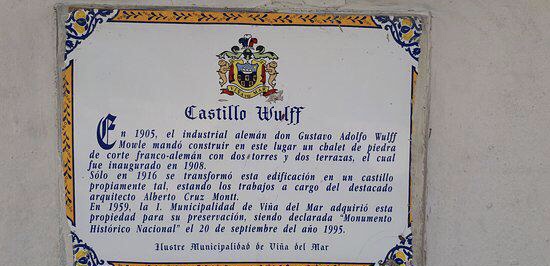 Castillo Wulff
En 1905, el industrial alemán don Gustavo Adolfo Wulff
Mowle mandó construir en este lugar un chalet de piedra
de corte franco-alemán con dos torres y dos terrazas, el cual
fue inaugurado en 1908.
Sólo en 1916 se transformó esta edificación en un castillo
propiamente tal, estando los trabajos a cargo del destacado
arquitecto Alberto Cruz Montt.
En 1959, la I. Municipalidad de Viña del Mar adquirió esta
propiedad para su preservación, siendo declarada "Monumento
Histórico Nacional" el 20 de septiembre del año 1995.
Ilustre Municipalidad de Viña del Mar